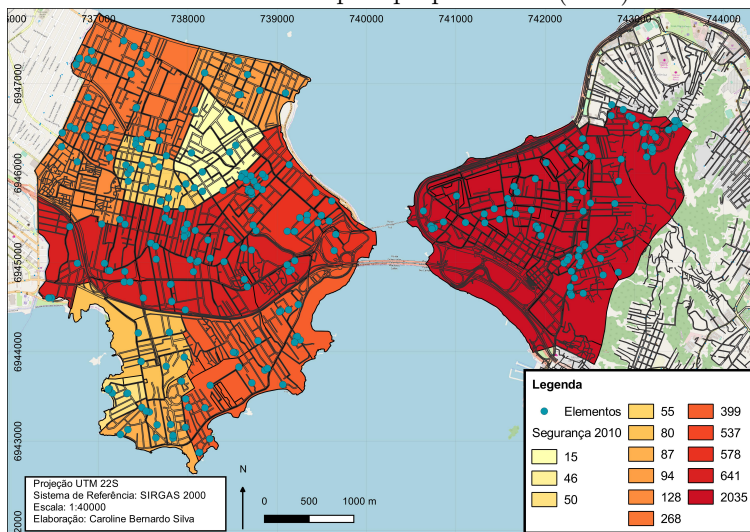 736000 737000 738000 739000 740000 741000 742000 743000 744000
6947000
6946000
6945000
6944000
6943000
Legenda
Elementos
Segurança 2010
15
46
50
55
80
87
94
128
268
399
537
578
641
2035
Projeção UTM 22S
Sistema de Referência: SIRGAS 2000
Escala: 1:40000
Elaboração: Caroline Bernardo Silva
N
0 500 1000 m